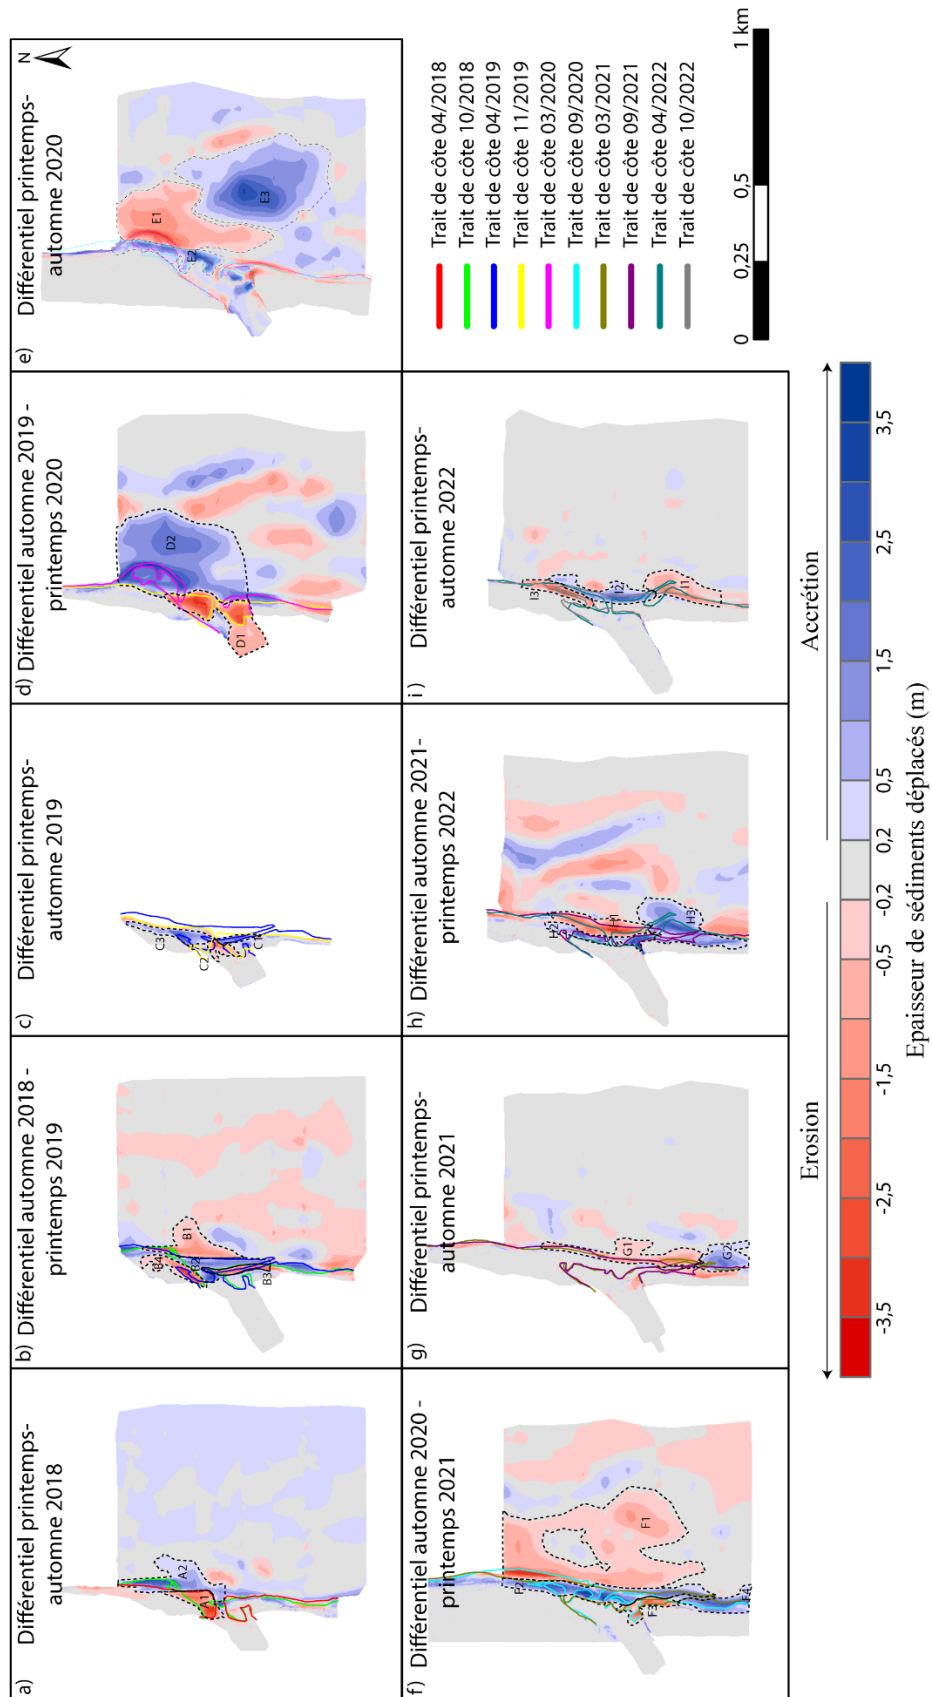 a) Différentiel printemps-
automne 2018
A1
A2
b) Différentiel automne 2018 -
printemps 2019
B1
B2
B3
B4
c) Différentiel printemps-
automne 2019
C1
C2
C3
d) Différentiel automne 2019 -
printemps 2020
D1
D2
e) Différentiel printemps-
automne 2020
N
E1
E2
E3
f) Différentiel automne 2020 -
printemps 2021
F1
F2
F3
F4
g) Différentiel printemps-
automne 2021
G1
G2
h) Différentiel automne 2021-
printemps 2022
H1
H2
H3
i) Différentiel printemps-
automne 2022
I2
I3
Trait de côte 04/2018
Trait de côte 10/2018
Trait de côte 04/2019
Trait de côte 11/2019
Trait de côte 03/2020
Trait de côte 09/2020
Trait de côte 03/2021
Trait de côte 09/2021
Trait de côte 04/2022
Trait de côte 10/2022
0 0,25 0,5 1 km
Erosion Accrétion
-3,5 -2,5 -1,5 -0,5 -0,2 0,2 0,5 1,5 2,5 3,5
Epaisseur de sédiments déplacés (m)